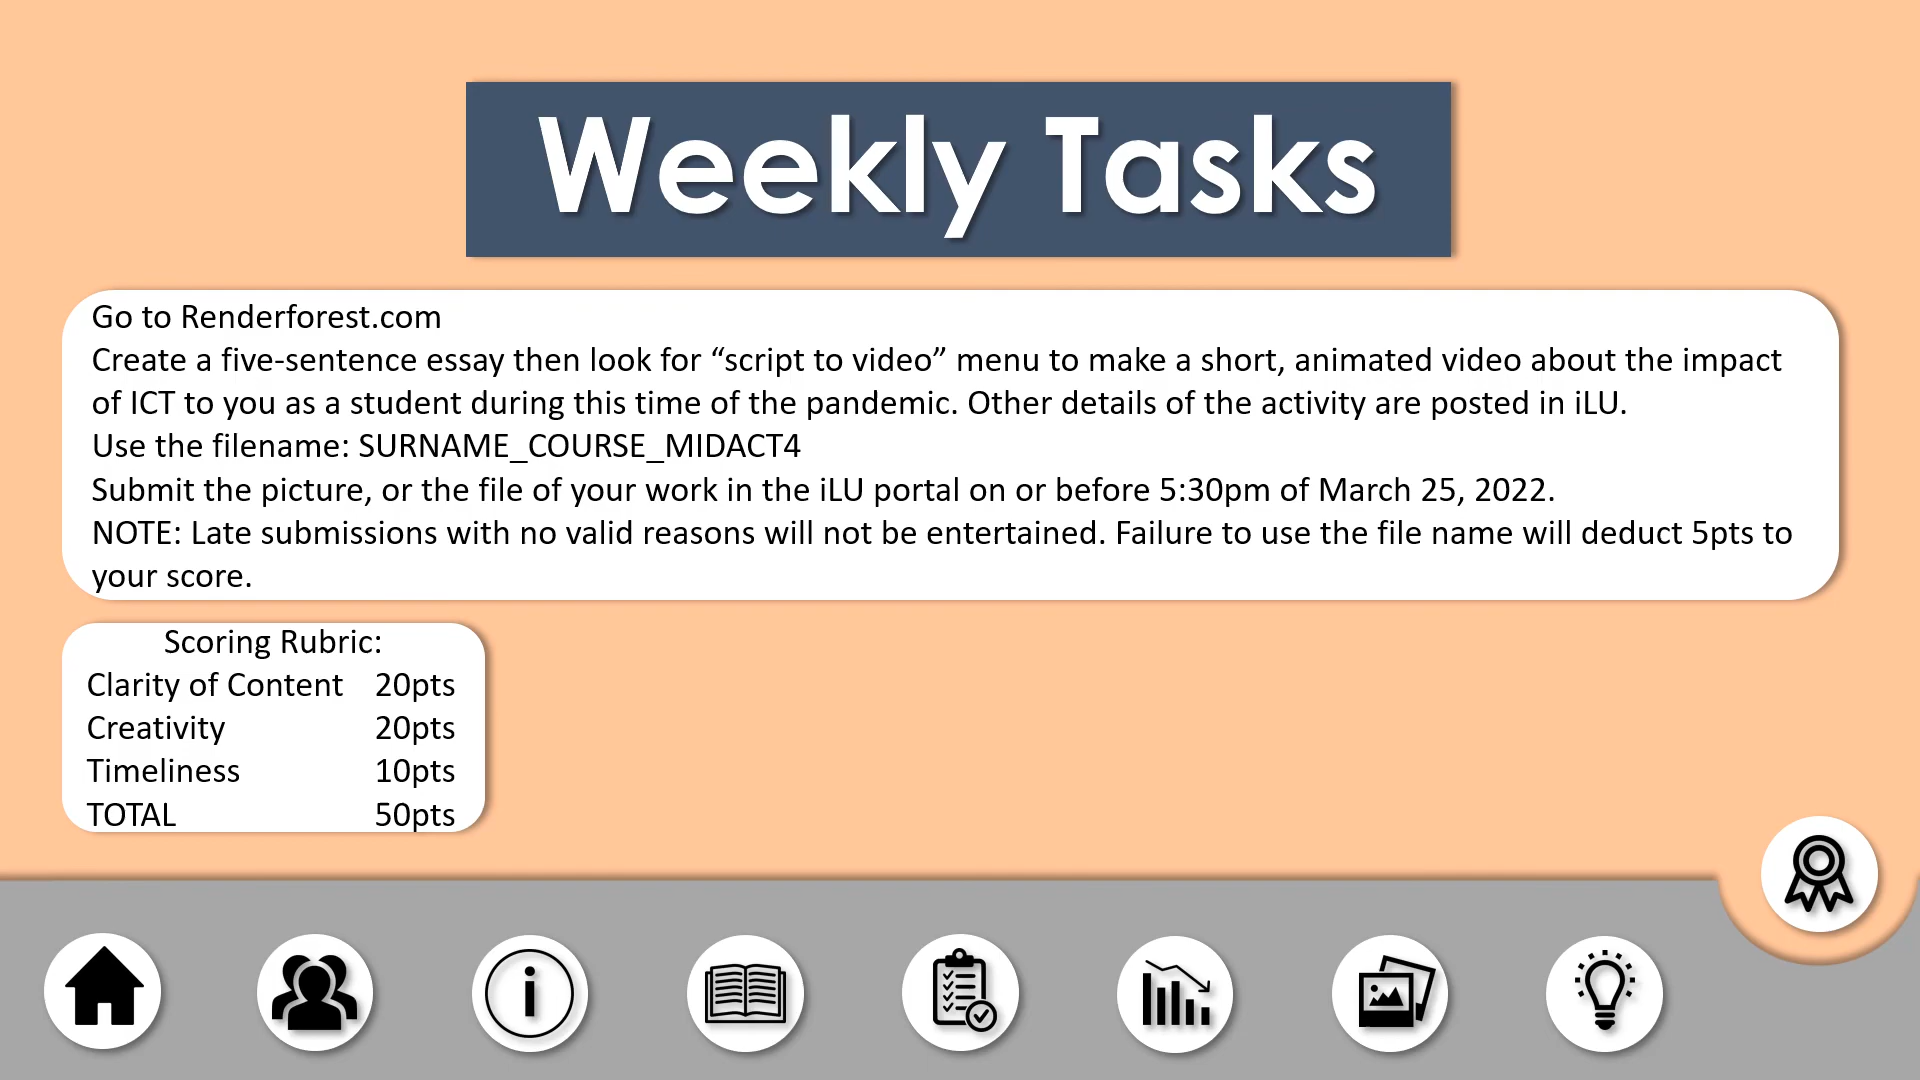 Weekly Tasks
Go to Renderforest.com
Create a five-sentence essay then look for “script to video” menu to make a short, animated video about the impact
of ICT to you as a student during this time of the pandemic. Other details of the activity are posted in iLU.
Use the filename: SURNAME_COURSE_MIDACT4
Submit the picture, or the file of your work in the iLU portal on or before 5:30pm of March 25, 2022.
NOTE: Late submissions with no valid reasons will not be entertained. Failure to use the file name will deduct 5pts to
your score.
Scoring Rubric:
Clarity of Content 20pts
Creativity 20pts
Timeliness 10pts
TOTAL 50pts